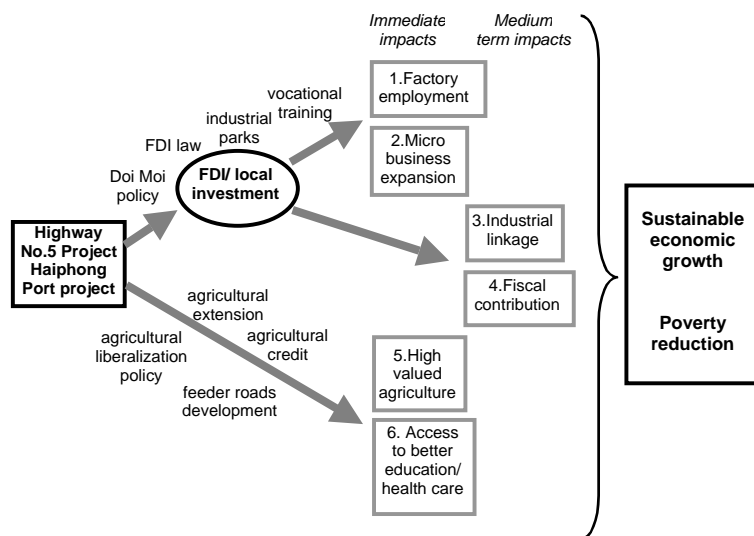 Immediate
impacts
Medium
term impacts
1.Factory
employment
vocational
training
industrial
parks
FDI law
2.Micro
business
expansion
Doi Moi
policy
FDI/ local
investment
Highway
No.5 Project
Haiphong
Port project
3.Industrial
linkage
4.Fiscal
contribution
Sustainable
economic
growth
Poverty
reduction
agricultural
extension
agricultural
liberalization
policy
agricultural
credit
feeder roads
development
5.High
valued
agriculture
6. Access
to better
education/
health care